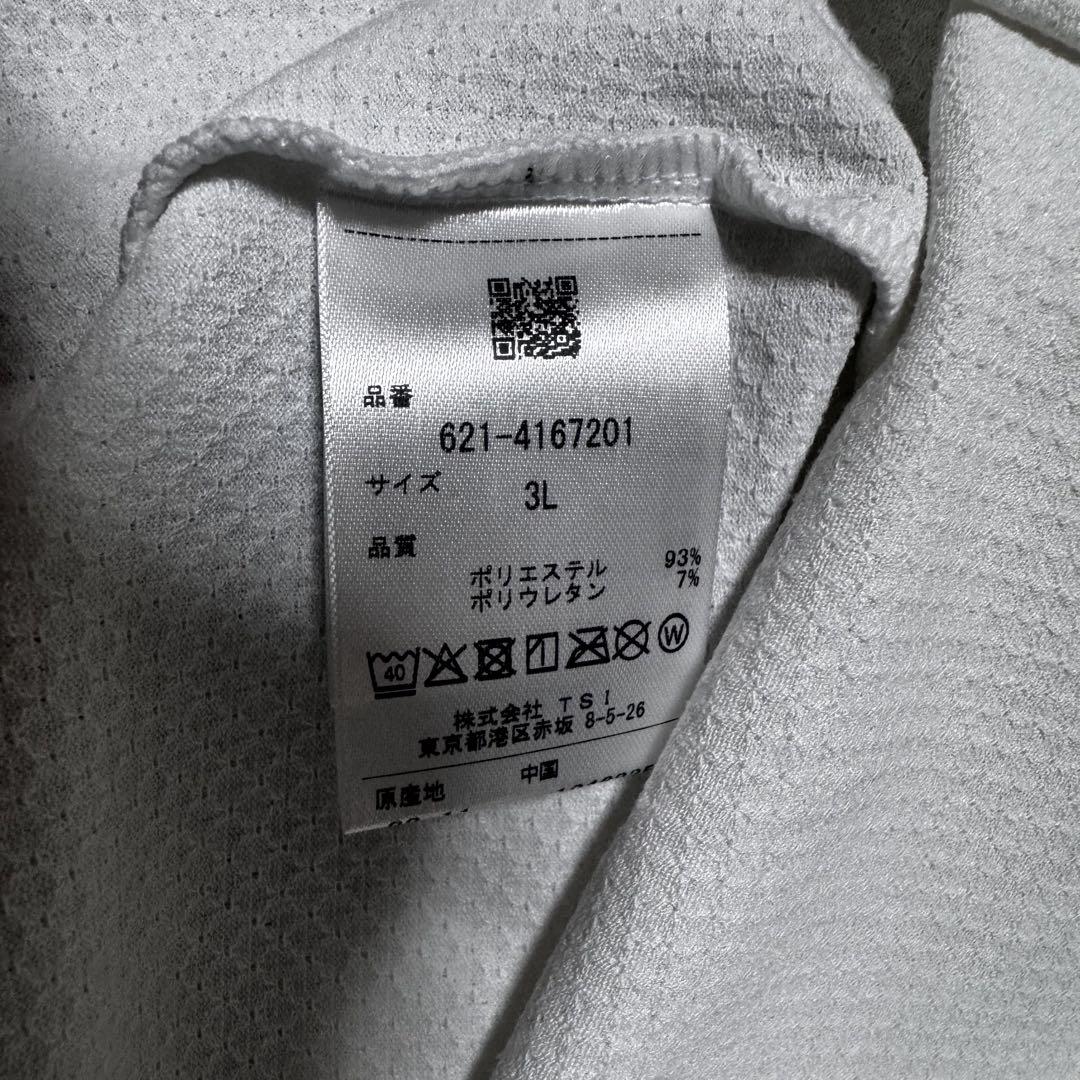 品番
621-4167201
サイズ
3L
品質
ポリエステル 93%
ポリウレタン 7%
40 W
株式会社 TSI
東京都港区赤坂 8-5-26
原産地 中国